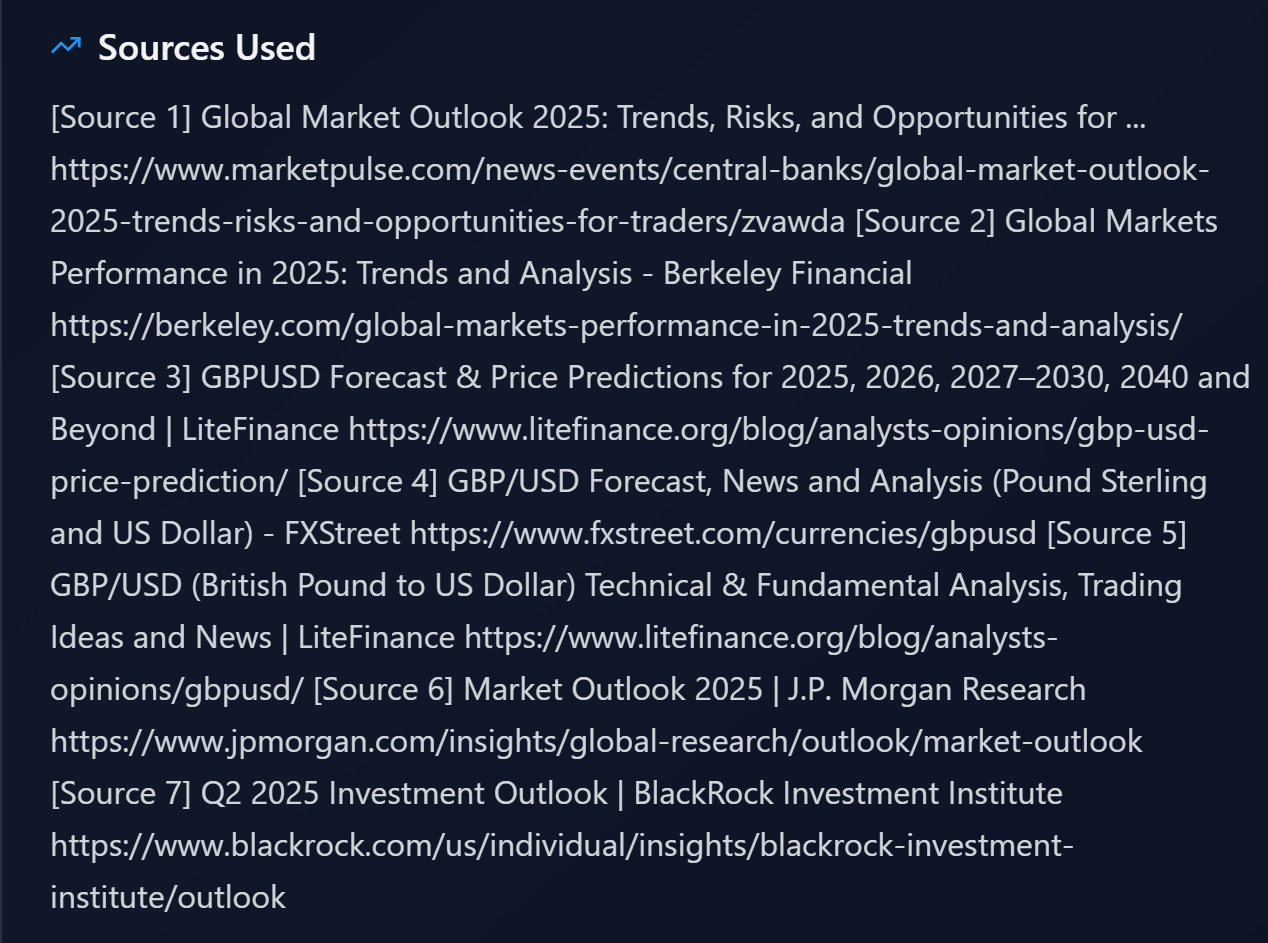 Sources Used
[Source 1] Global Market Outlook 2025: Trends, Risks, and Opportunities for ...
https://www.marketpulse.com/news-events/central-banks/global-market-outlook-
2025-trends-risks-and-opportunities-for-traders/zvawda [Source 2] Global Markets
Performance in 2025: Trends and Analysis - Berkeley Financial
https://berkeley.com/global-markets-performance-in-2025-trends-and-analysis/
[Source 3] GBPUSD Forecast & Price Predictions for 2025, 2026, 2027–2030, 2040 and
Beyond | LiteFinance https://www.litefinance.org/blog/analysts-opinions/gbp-usd-
price-prediction/ [Source 4] GBP/USD Forecast, News and Analysis (Pound Sterling
and US Dollar) - FXStreet https://www.fxstreet.com/currencies/gbpusd [Source 5]
GBP/USD (British Pound to US Dollar) Technical & Fundamental Analysis, Trading
Ideas and News | LiteFinance https://www.litefinance.org/blog/analysts-
opinions/gbpusd/ [Source 6] Market Outlook 2025 | J.P. Morgan Research
https://www.jpmorgan.com/insights/global-research/outlook/market-outlook
[Source 7] Q2 2025 Investment Outlook | BlackRock Investment Institute
https://www.blackrock.com/us/individual/insights/blackrock-investment-
institute/outlook